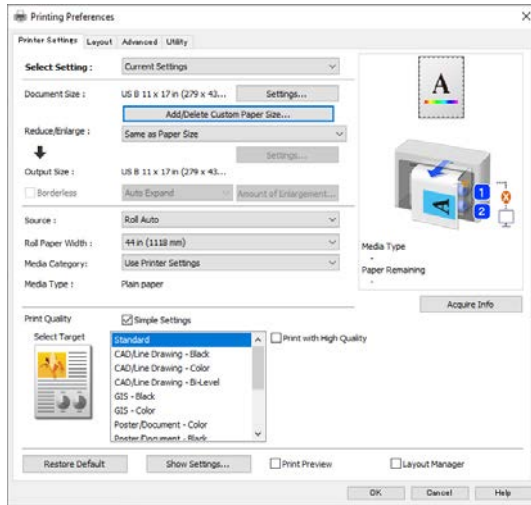 Printing Preferences
Printer Settings Layout Advanced Utility
Select Setting : Current Settings
Document Size : US B 11 x 17 in (279 x 43... Settings...
Add/Delete Custom Paper Size...
Reduce/Enlarge : Same as Paper Size
Settings...
Output Size : US B 11 x 17 in (279 x 43...
Borderless Auto Expand Amount of Enlargement...
Source : Roll Auto
Roll Paper Width : 44 in (1118 mm)
Media Category: Use Printer Settings
Media Type : Plain paper
A
A
1
2
Media Type
-
Paper Remaining
-
Acquire Info
Print Quality Simple Settings
Select Target
Standard
Print with High Quality
CAD/Line Drawing - Black
CAD/Line Drawing - Color
CAD/Line Drawing - Bi-Level
GIS - Black
GIS - Color
Poster/Document - Color
Poster/Document - Black
Restore Default Show Settings... Print Preview Layout Manager
OK Cancel Help